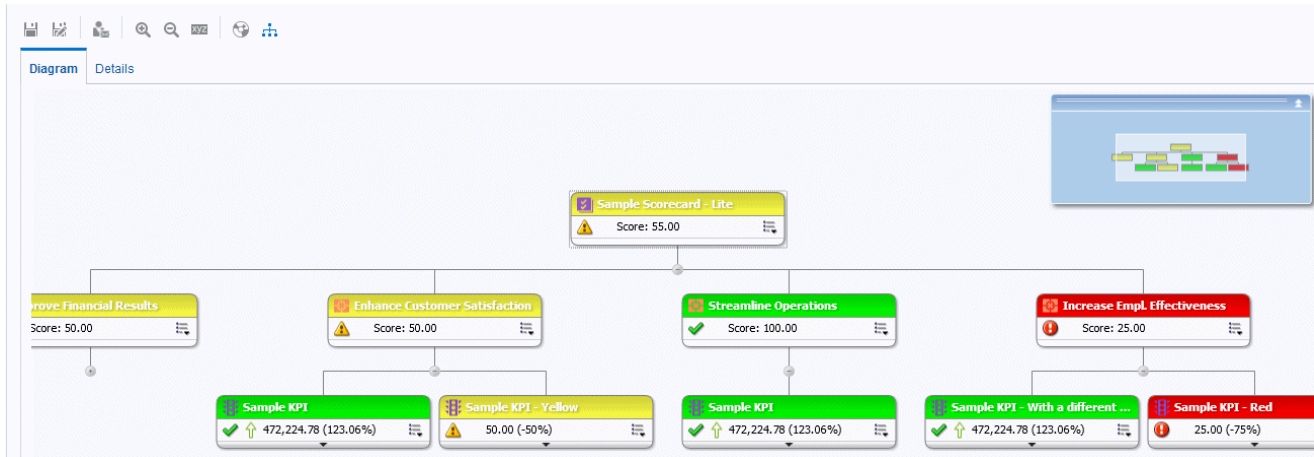 xyz
Diagram Details
Sample Scorecard - Lite
Score: 55.00
rove Financial Results
Score: 50.00
Enhance Customer Satisfaction
Score: 50.00
Streamline Operations
Score: 100.00
Increase Empl. Effectiveness
Score: 25.00
Sample KPI
472,224.78 (123.06%)
Sample KPI - Yellow
50.00 (-50%)
Sample KPI
472,224.78 (123.06%)
Sample KPI - With a different ...
472,224.78 (123.06%)
Sample KPI - Red
25.00 (-75%)